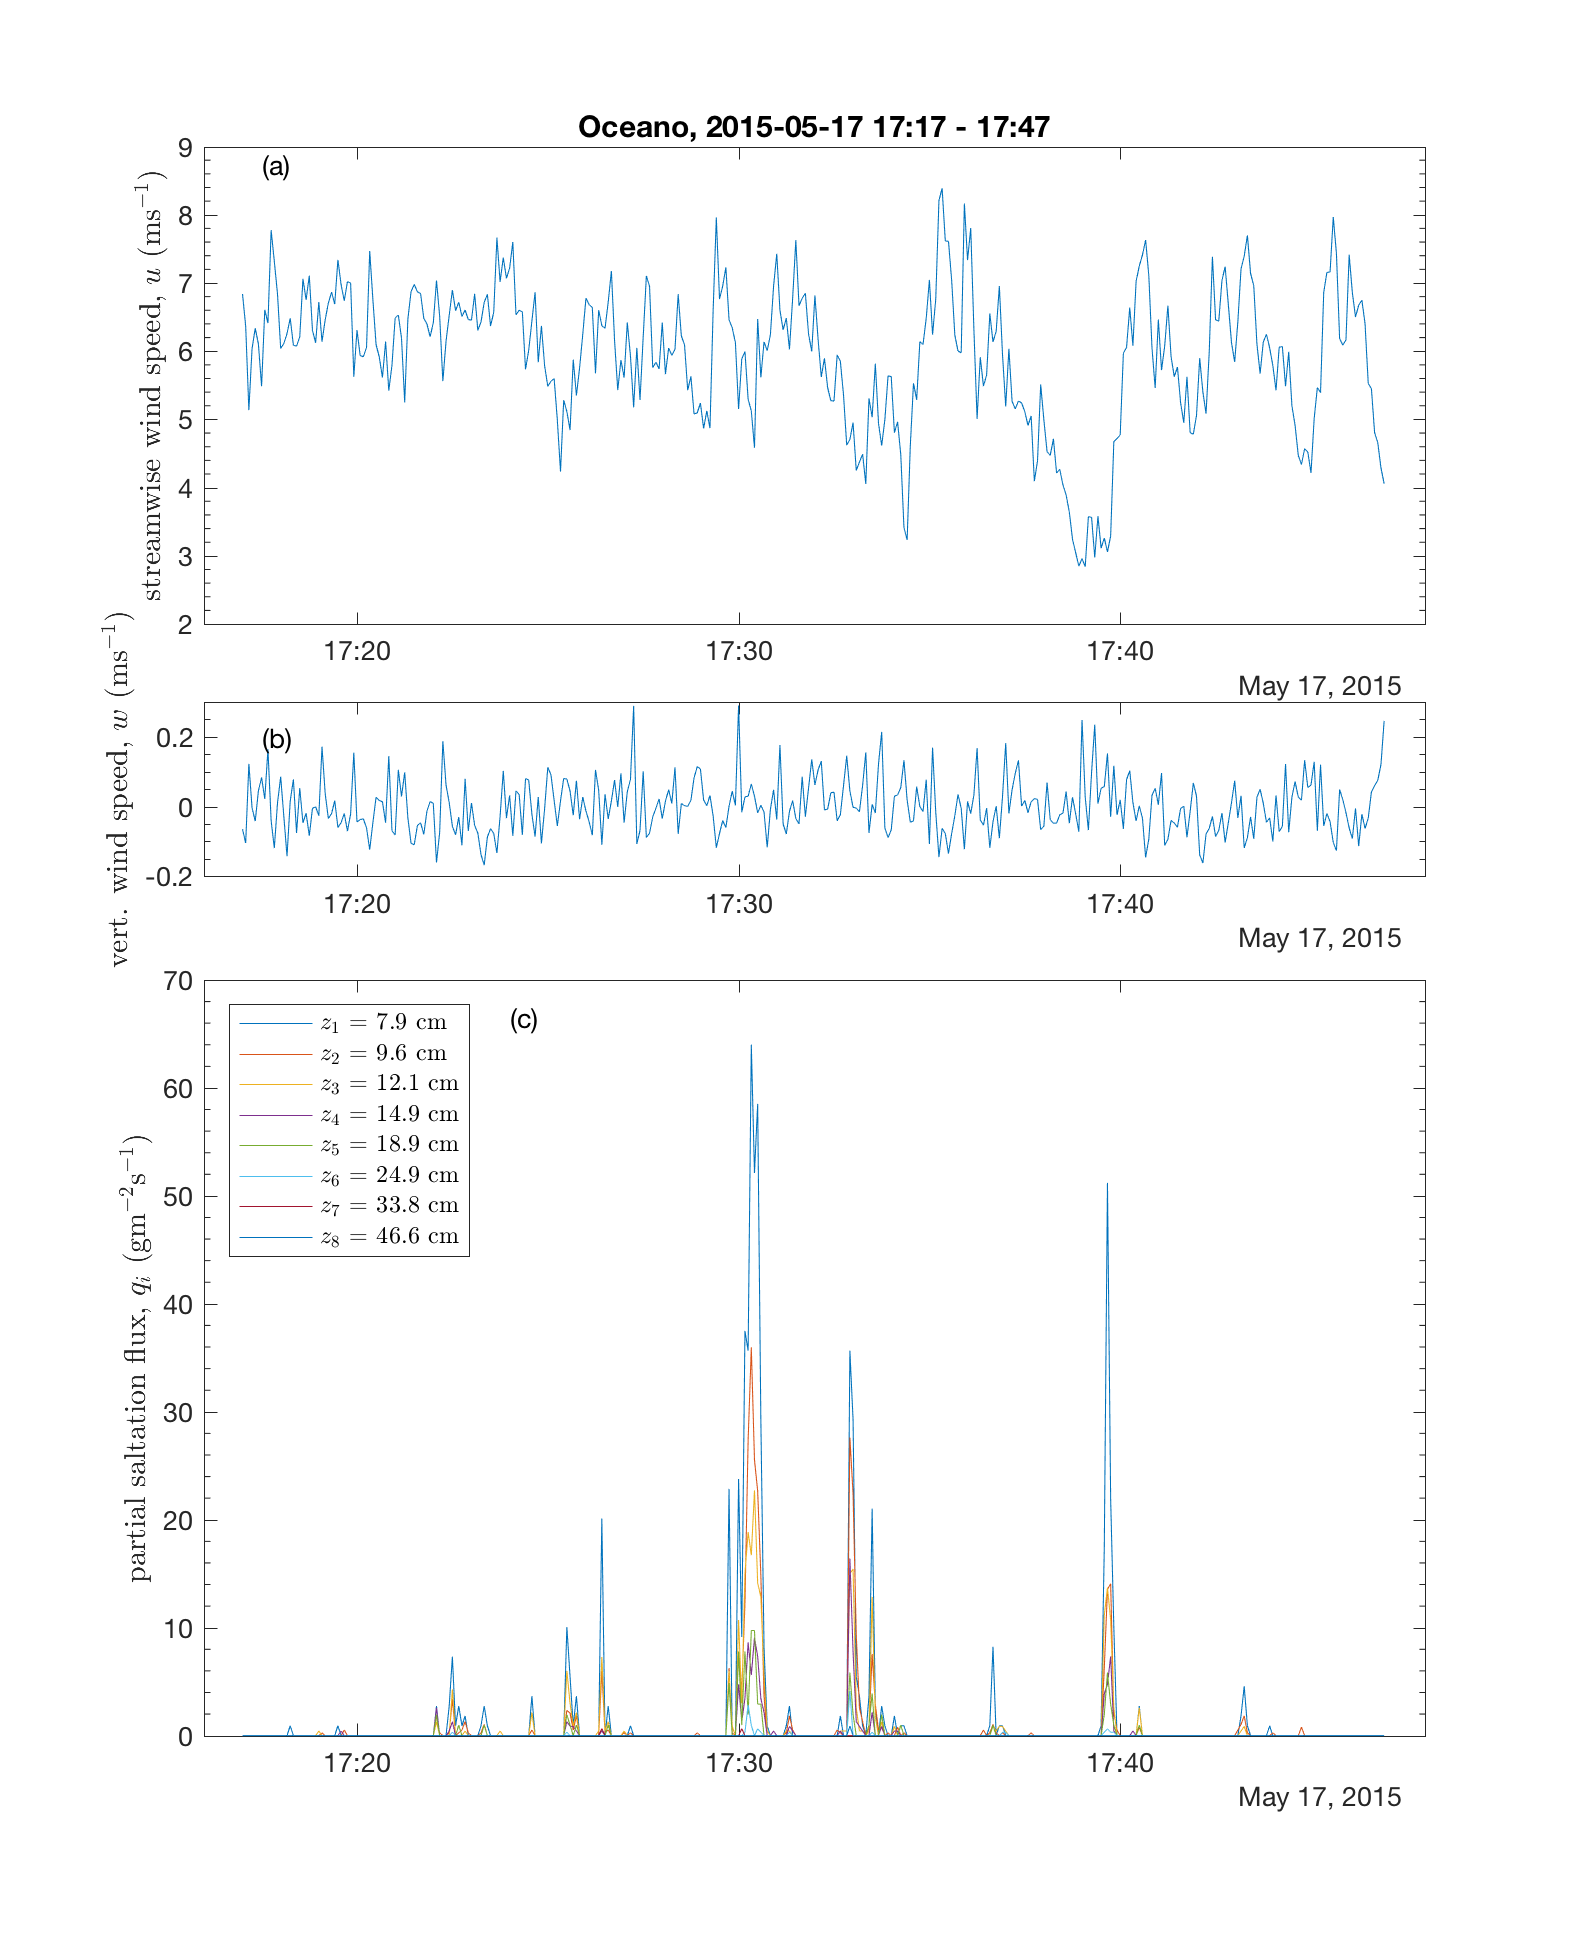 Oceano, 2015-05-17 17:17 - 17:47
(a)
streamwise wind speed, u (ms⁻¹)
9
8
7
6
5
4
3
2
17:20 17:30 17:40
May 17, 2015
(b)
vert. wind speed, w (ms⁻¹)
0.2
0
-0.2
17:20 17:30 17:40
May 17, 2015
(c)
partial saltation flux, qᵢ (gm⁻²s⁻¹)
70
60
50
40
30
20
10
0
z₁ = 7.9 cm
z₂ = 9.6 cm
z₃ = 12.1 cm
z₄ = 14.9 cm
z₅ = 18.9 cm
z₆ = 24.9 cm
z₇ = 33.8 cm
z₈ = 46.6 cm
17:20 17:30 17:40
May 17, 2015